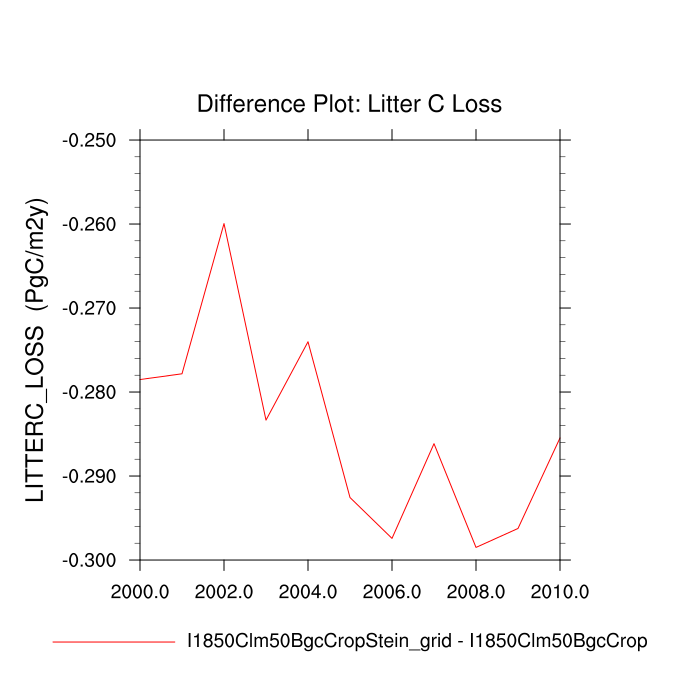 Difference Plot: Litter C Loss
LITTERC_LOSS (PgC/m2y)
-0.250
-0.260
-0.270
-0.280
-0.290
-0.300
2000.0 2002.0 2004.0 2006.0 2008.0 2010.0
I1850Clm50BgcCropStein_grid - I1850Clm50BgcCrop